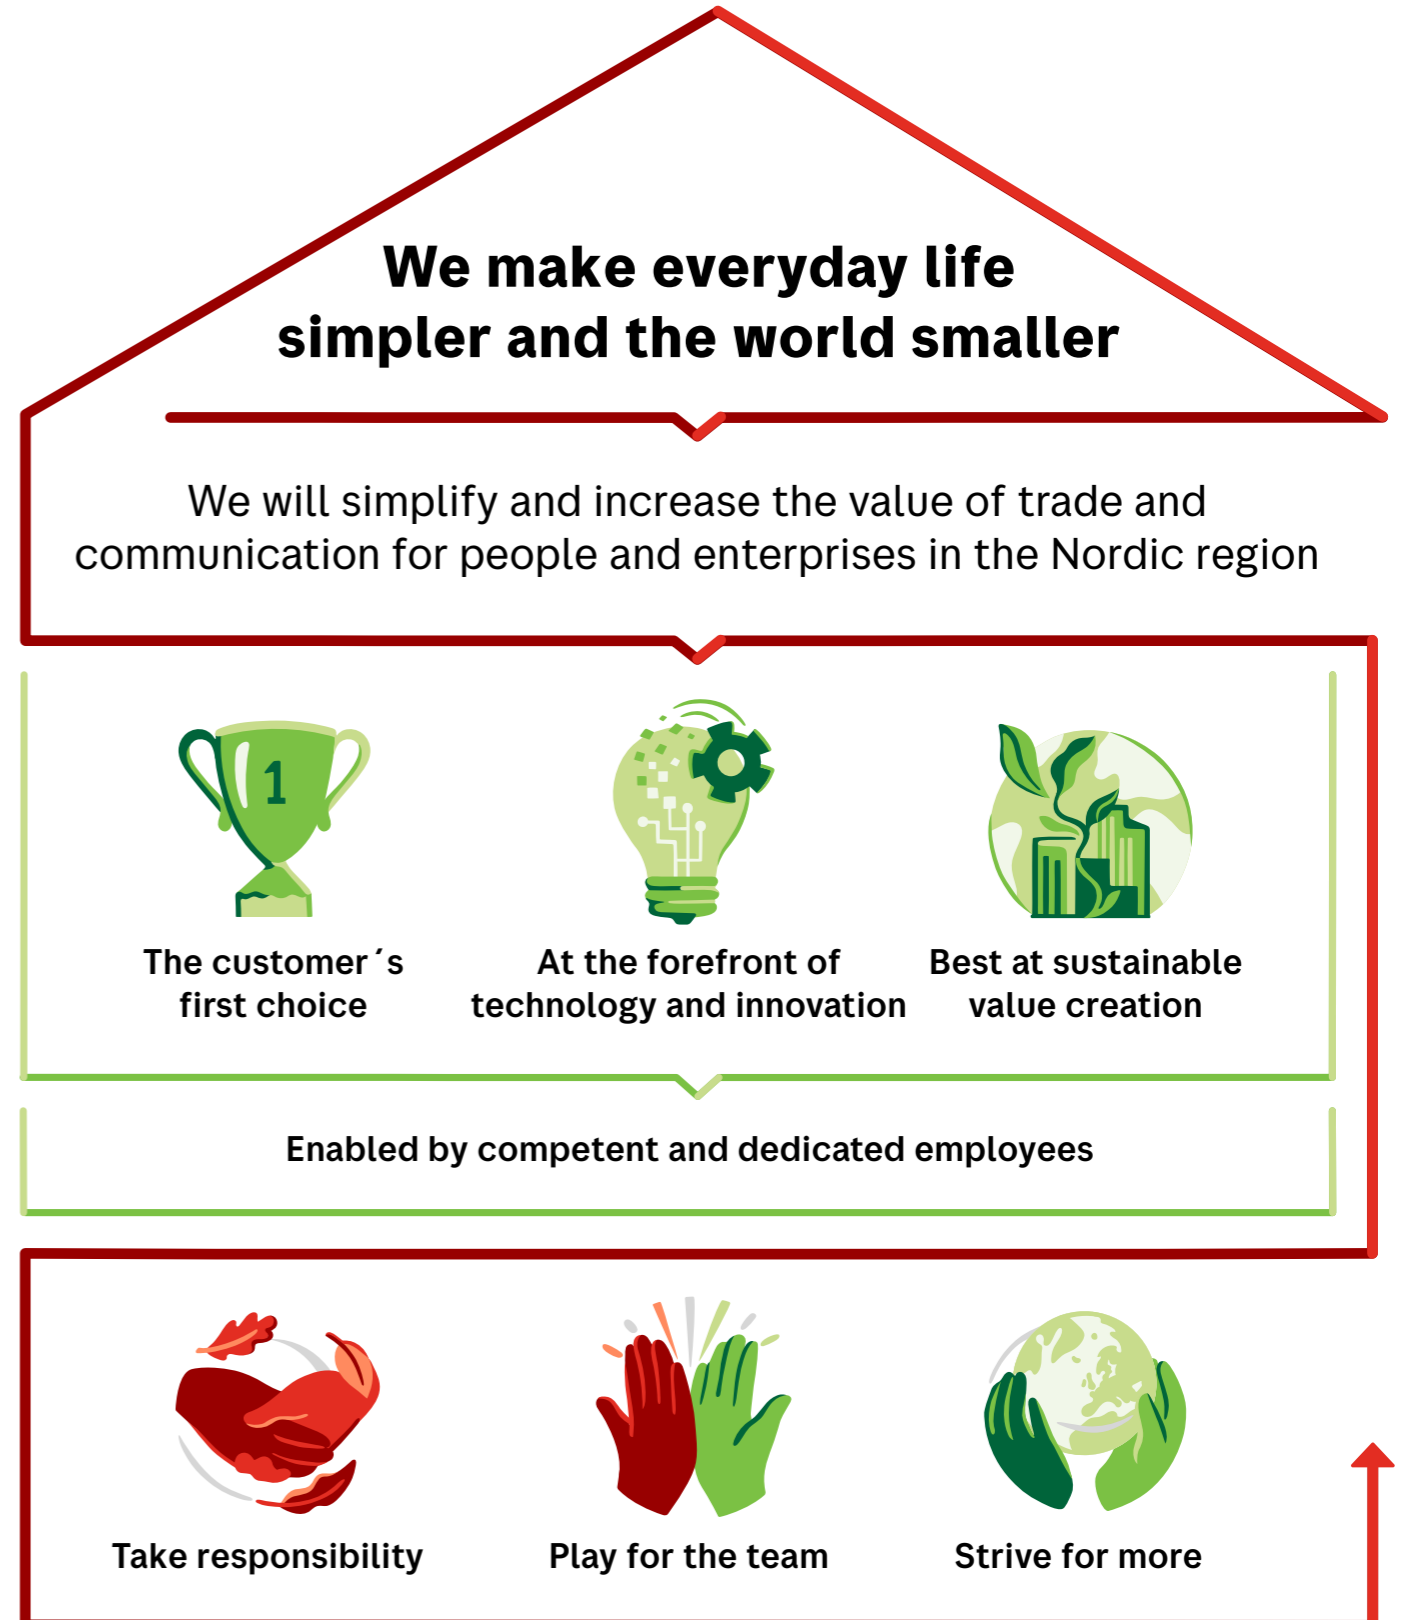 We make everyday life
simpler and the world smaller
We will simplify and increase the value of trade and
communication for people and enterprises in the Nordic region
1
The customer´s
first choice
At the forefront of
technology and innovation
Best at sustainable
value creation
Enabled by competent and dedicated employees
Take responsibility
Play for the team
Strive for more